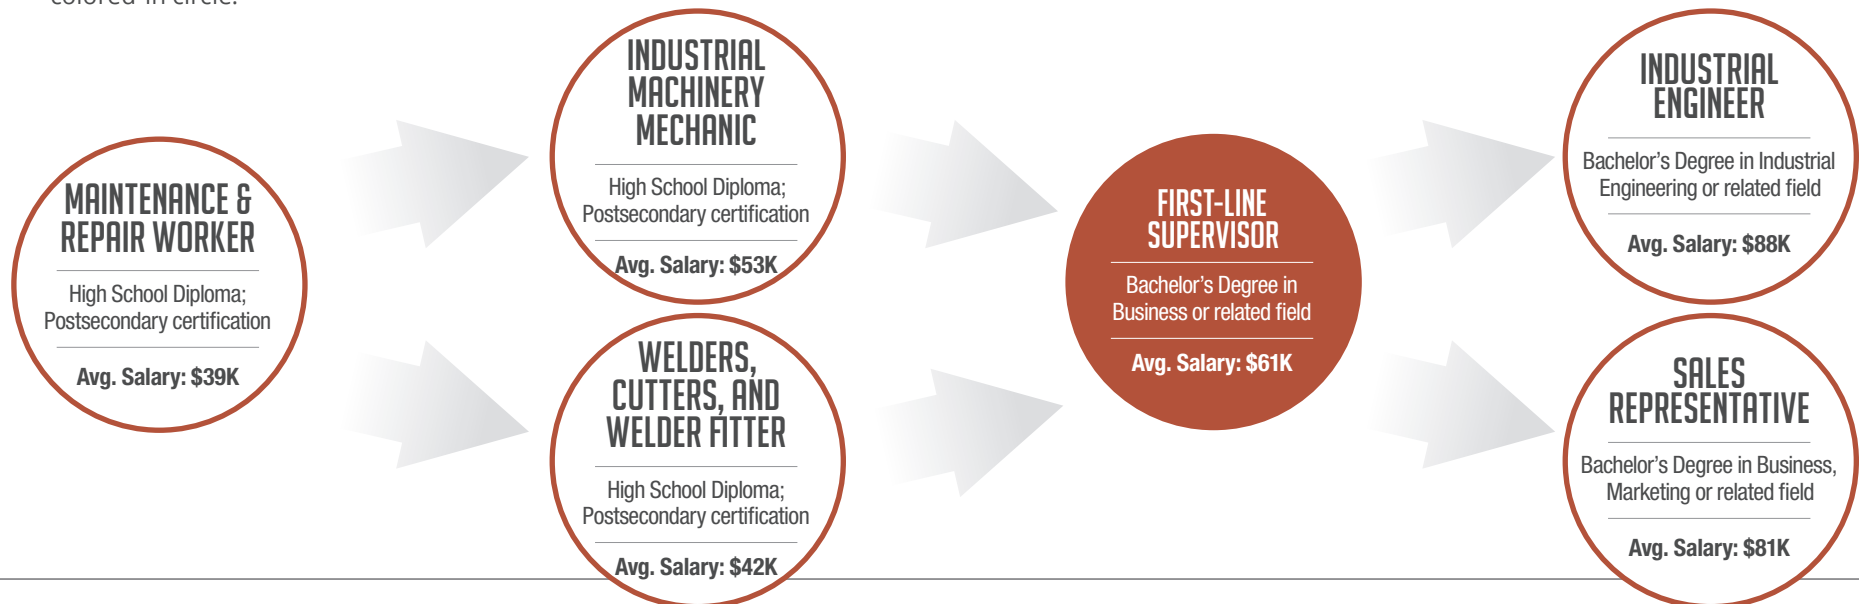 colored-in circle.
MAINTENANCE &
REPAIR WORKER
High School Diploma;
Postsecondary certification
Avg. Salary: $39K
INDUSTRIAL
MACHINERY
MECHANIC
High School Diploma;
Postsecondary certification
Avg. Salary: $53K
WELDERS,
CUTTERS, AND
WELDER FITTER
High School Diploma;
Postsecondary certification
Avg. Salary: $42K
FIRST-LINE
SUPERVISOR
Bachelor's Degree in
Business or related field
Avg. Salary: $61K
INDUSTRIAL
ENGINEER
Bachelor's Degree in Industrial
Engineering or related field
Avg. Salary: $88K
SALES
REPRESENTATIVE
Bachelor's Degree in Business,
Marketing or related field
Avg. Salary: $81K